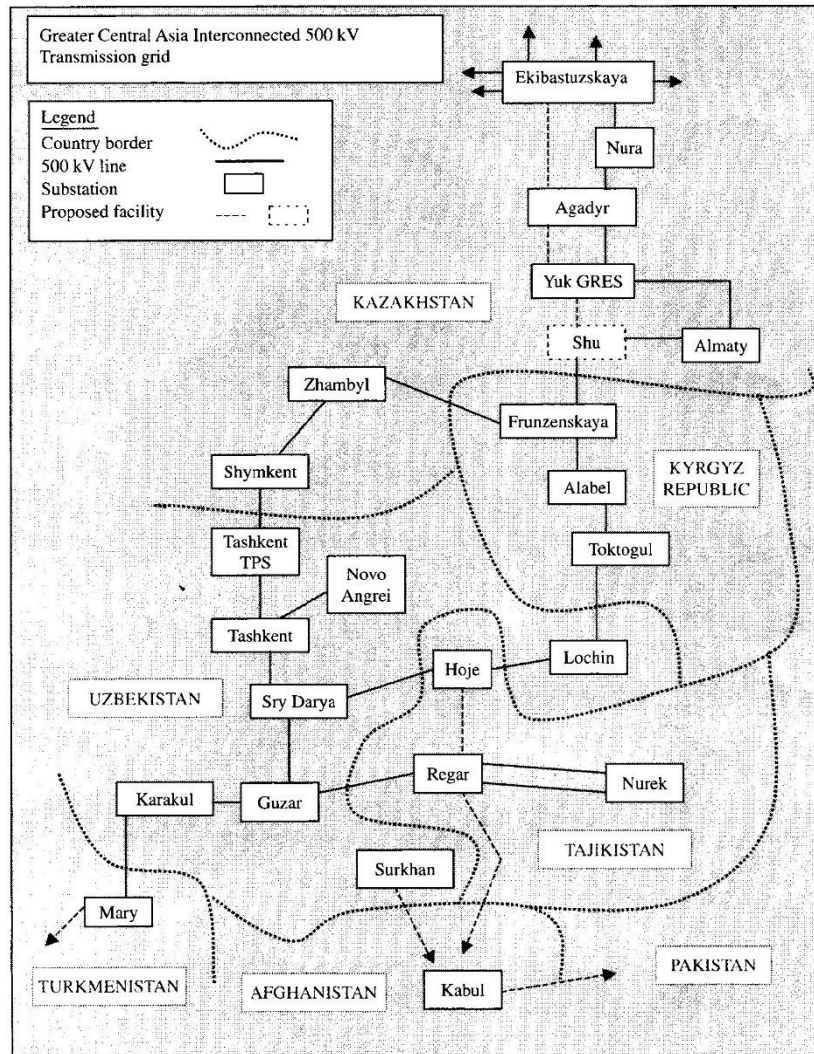 Greater Central Asia Interconnected 500 kV
Transmission grid
Legend
Country border
500 kV line
Substation
Proposed facility
Ekibastuzskaya
Nura
Agadyr
Yuk GRES
KAZAKHSTAN
Shu
Almaty
Zhambyl
Frunzenskaya
KYRGYZ
REPUBLIC
Shymkent
Alabel
Tashkent
TPS
Toktogul
Novo
Angrei
Tashkent
Hoje
Lochin
UZBEKISTAN
Sry Darya
Regar
Nurek
Karakul
Guzar
TAJIKISTAN
Surkhan
Mary
TURKMENISTAN
AFGHANISTAN
Kabul
PAKISTAN